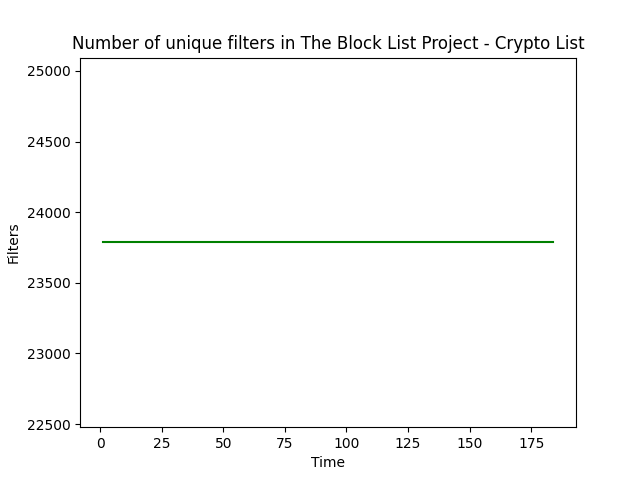 Number of unique filters in The Block List Project - Crypto List
25000
24500
24000
23500
23000
22500
Filters
0 25 50 75 100 125 150 175
Time